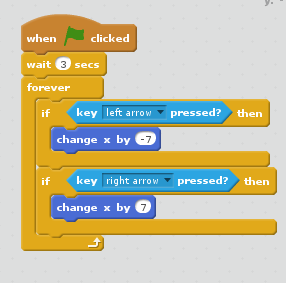 when clicked
wait 3 secs
forever
if key left arrow pressed? then
change x by -7
if key right arrow pressed? then
change x by 7